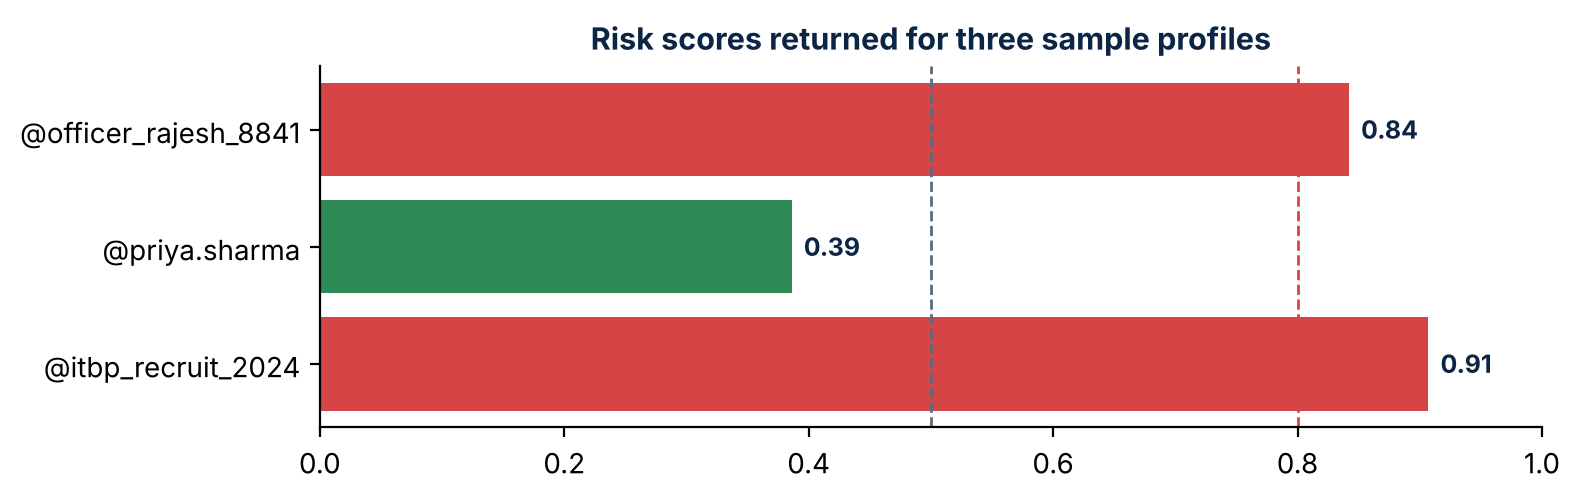 Risk scores returned for three sample profiles
@officer_rajesh_8841
0.84
@priya.sharma
0.39
@itbp_recruit_2024
0.91
0.0 0.2 0.4 0.6 0.8 1.0